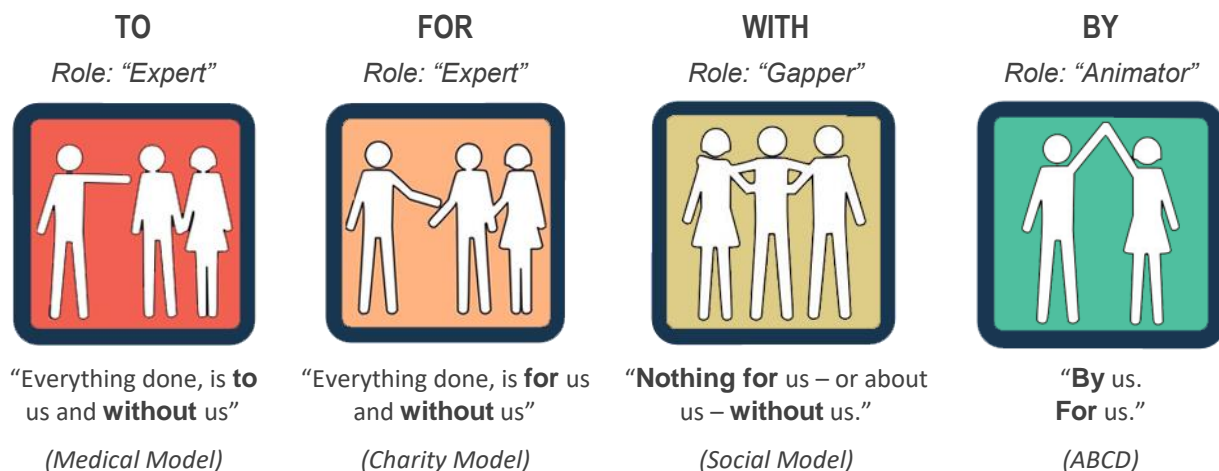 TO
Role: “Expert”
“Everything done, is to
us and without us”
(Medical Model)
FOR
Role: “Expert”
“Everything done, is for us
and without us”
(Charity Model)
WITH
Role: “Gapper”
“Nothing for us – or about
us – without us.”
(Social Model)
BY
Role: “Animator”
“By us.
For us.”
(ABCD)